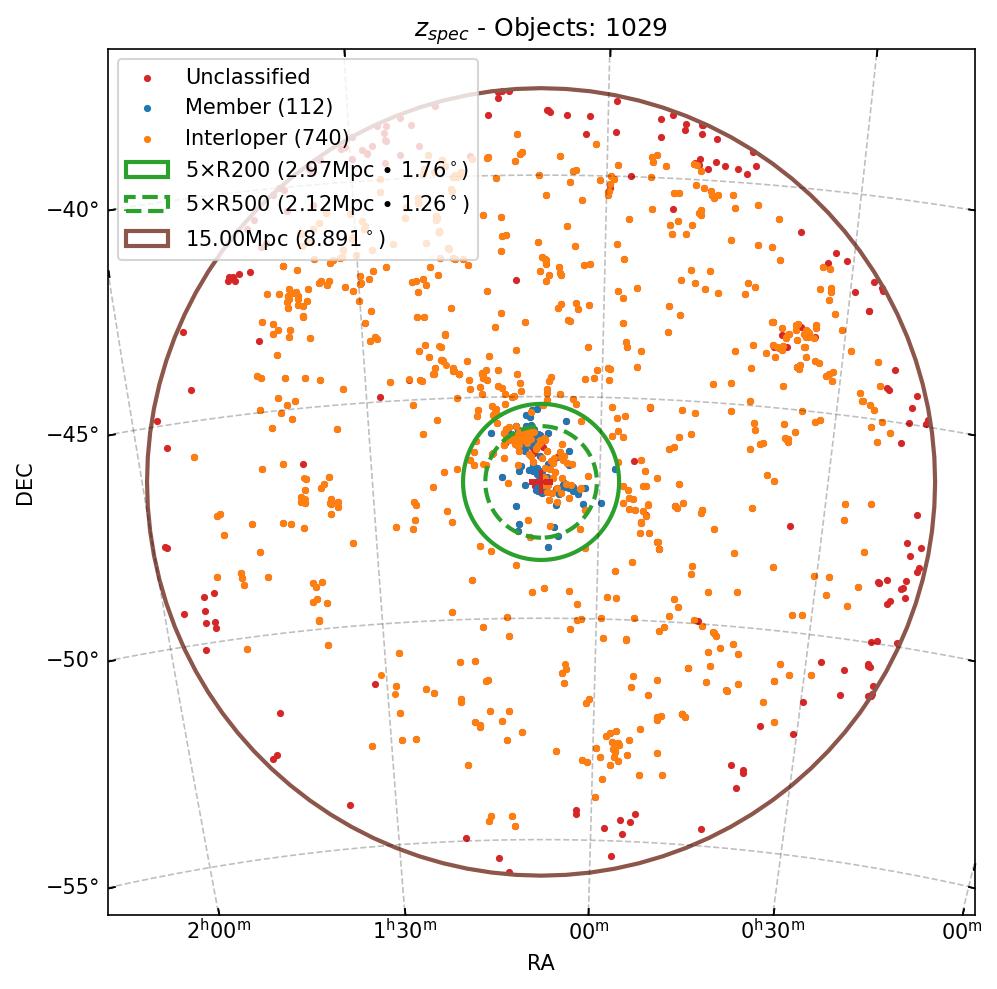 z_spec - Objects: 1029
Unclassified
Member (112)
Interloper (740)
5×R200 (2.97Mpc • 1.76°)
5×R500 (2.12Mpc • 1.26°)
15.00Mpc (8.891°)
−40°
−45°
−50°
−55°
DEC
2h00m 1h30m 00m 0h30m 00m
RA